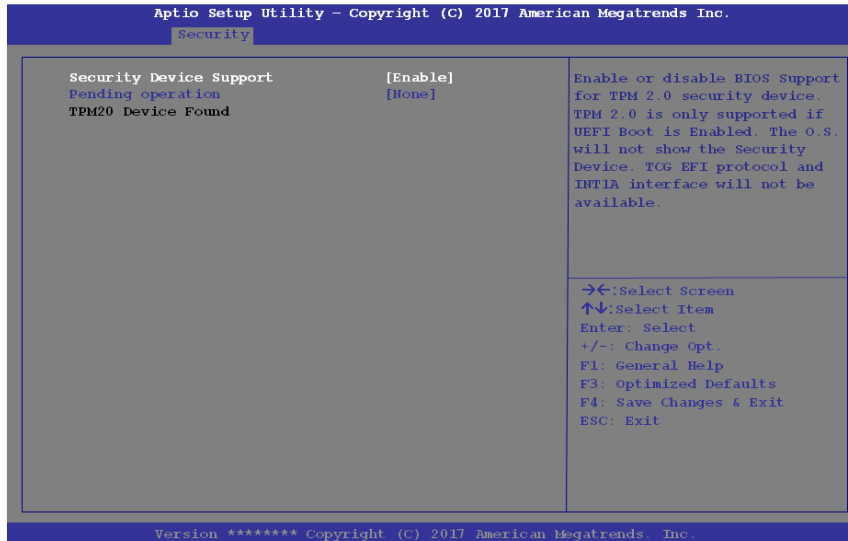 Aptio Setup Utility – Copyright (C) 2017 American Megatrends Inc.
Security
Security Device Support [Enable]
Pending operation [None]
TPM20 Device Found
Enable or disable BIOS Support
for TPM 2.0 security device.
TPM 2.0 is only supported if
UEFI Boot is Enabled. The O.S.
will not show the Security
Device. TCG EFI protocol and
INT1A interface will not be
available.
→←:Select Screen
↑↓:Select Item
Enter: Select
+/-: Change Opt.
F1: General Help
F3: Optimized Defaults
F4: Save Changes & Exit
ESC: Exit
Version ******** Copyright (C) 2017 American Megatrends. Inc.